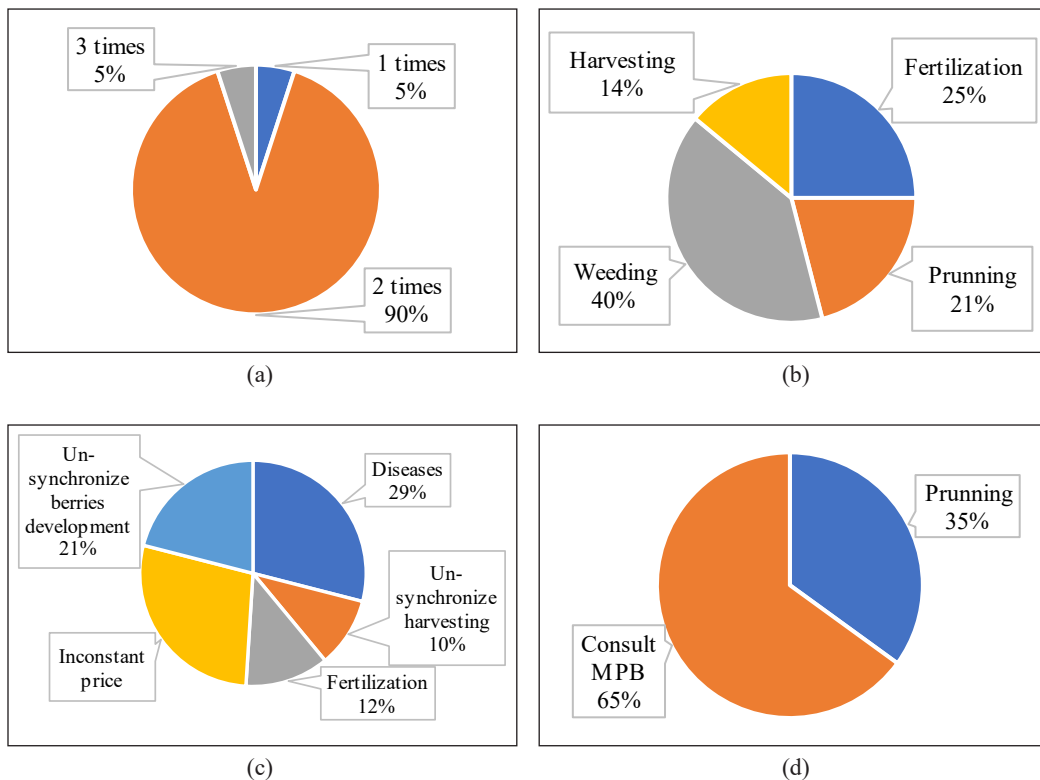 3 times
5%
1 times
5%
2 times
90%
(a)
Harvesting
14%
Fertilization
25%
Weeding
40%
Prunning
21%
(b)
Un-
synchronize
berries
development
21%
Diseases
29%
Un-
synchronize
harvesting
10%
Inconstant
price
Fertilization
12%
(c)
Prunning
35%
Consult
MPB
65%
(d)